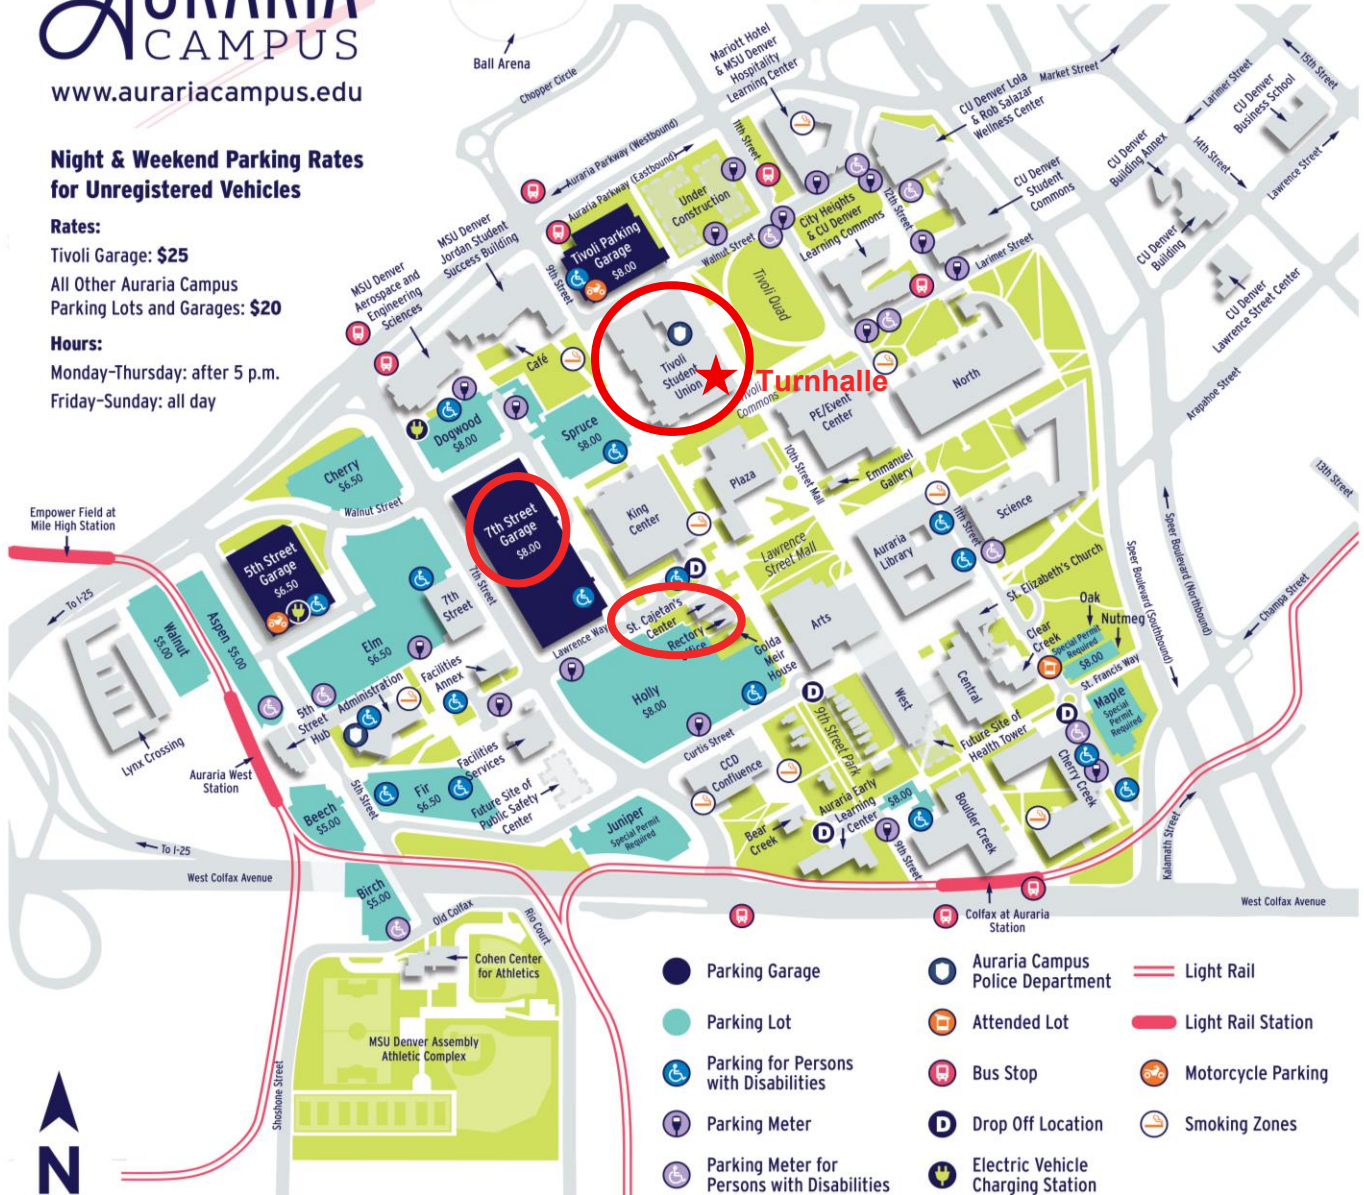 AURARIA
CAMPUS
www.aurariacampus.edu
Night & Weekend Parking Rates
for Unregistered Vehicles
Rates:
Tivoli Garage: $25
All Other Auraria Campus
Parking Lots and Garages: $20
Hours:
Monday-Thursday: after 5 p.m.
Friday-Sunday: all day
Ball Arena
Chopper Circle
Mariott Hotel
& MSU Denver
Hospitality
Learning Center
CU Denver Lola
& Rob Salazar
Wellness Center
Market Street
Larimer Street
15th Street
CU Denver
Business School
CU Denver
Building Annex
14th Street
Lawrence Street
CU Denver
Student
Commons
CU Denver
Building
CU Denver
Lawrence Street Center
Arapahoe Street
13th Street
Auraria Parkway (Westbound)
Auraria Parkway (Eastbound)
11th Street
Under
Construction
12th Street
City Heights
& CU Denver
Learning Commons
Larimer Street
Walnut Street
Tivoli Parking
Garage
$8.00
9th Street
MSU Denver
Jordan Student
Success Building
MSU Denver
Aerospace and
Engineering
Sciences
Tivoli Quad
Tivoli
Student
Union
Turnhalle
Tivoli
Commons
Café
North
PE/Event
Center
10th Street Mall
Emmanuel
Gallery
Dogwood
$8.00
Spruce
$8.00
Cherry
$6.50
Walnut Street
Plaza
King
Center
7th Street
Garage
$8.00
Science
11th Street
Auraria
Library
Lawrence
Street Mall
Empower Field at
Mile High Station
To I-25
5th Street
Garage
$6.50
7th Street
7th
Street
Walnut
$5.00
Aspen $5.00
Elm
$6.50
St. Cajetan's
Center
Rectory
Office
Golda
Meir
House
Arts
St. Elizabeth's Church
Oak
Nutmeg
Special Permit
Required
$8.00
Clear
Creek
St. Francis Way
Maple
Special
Permit
Required
Speer Boulevard (Northbound)
Speer Boulevard (Southbound)
Champa Street
Lawrence Way
Holly
$8.00
Curtis Street
Facilities
Annex
Administration
5th
Street
Hub
Lynx Crossing
Auraria West
Station
Facilities
Services
Future Site of
Public Safety
Center
Fir
$6.50
5th Street
Beech
$5.00
Birch
$5.00
Juniper
Special Permit
Required
CCD
Confluence
9th Street Park
West
Central
Future Site of
Health Tower
Cherry Creek
Boulder Creek
Auraria Early
Learning
Center
$8.00
9th Street
Bear
Creek
Kalamath Street
To I-25
West Colfax Avenue
West Colfax Avenue
Colfax at Auraria
Station
Old Colfax
Rio Court
Cohen Center
for Athletics
MSU Denver Assembly
Athletic Complex
Shoshone Street
N
Parking Garage
Parking Lot
Parking for Persons
with Disabilities
Parking Meter
Parking Meter for
Persons with Disabilities
Auraria Campus
Police Department
Attended Lot
Bus Stop
D Drop Off Location
Electric Vehicle
Charging Station
Light Rail
Light Rail Station
Motorcycle Parking
Smoking Zones